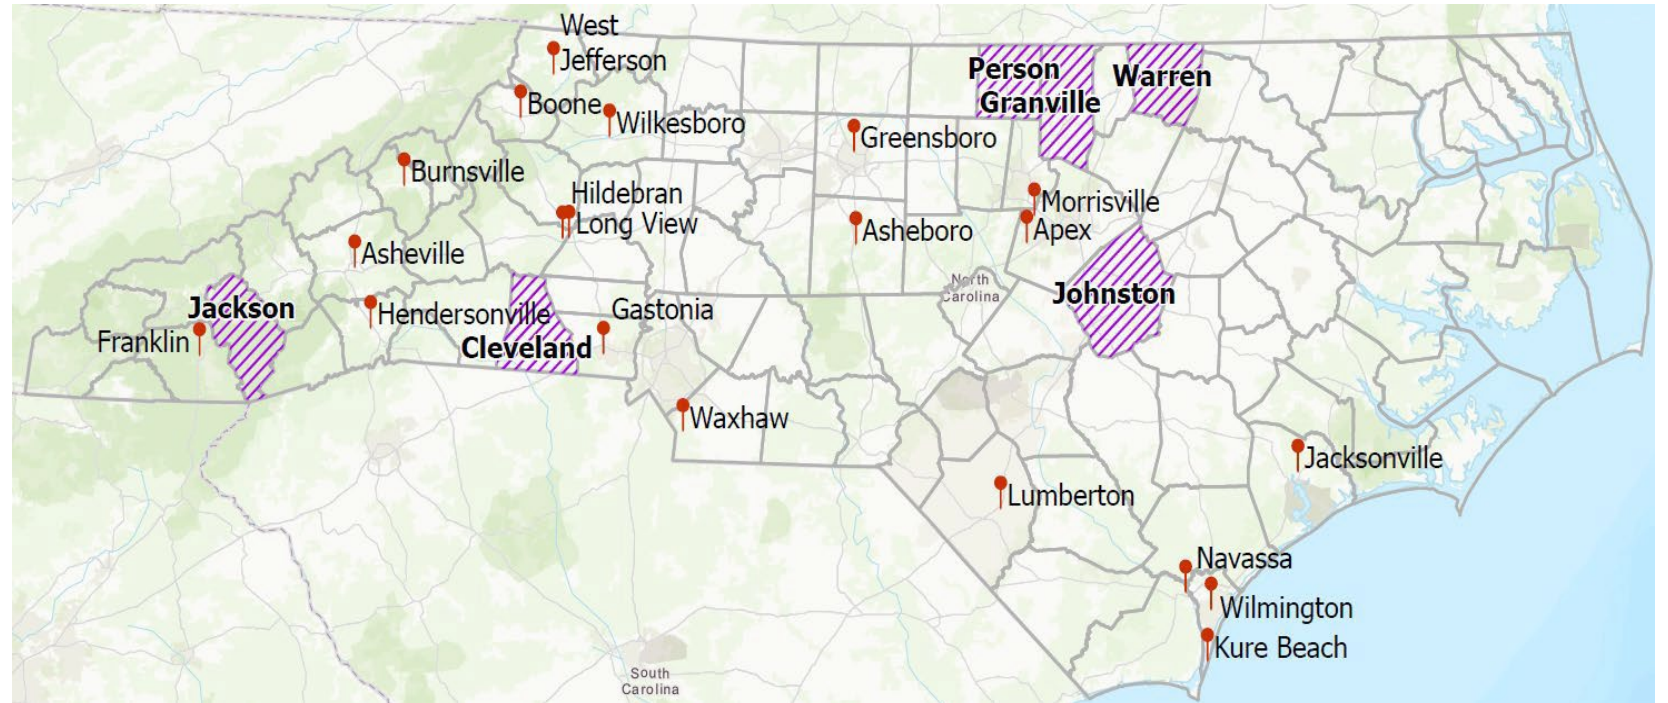 West
Jefferson
Boone
Wilkesboro
Person
Granville
Warren
Greensboro
Burnsville
Hildebran
Long View
Morrisville
Apex
Asheboro
Asheville
North
Carolina
Johnston
Jackson
Hendersonville
Gastonia
Franklin
Cleveland
Waxhaw
Jacksonville
Lumberton
Navassa
Wilmington
Kure Beach
South
Carolina